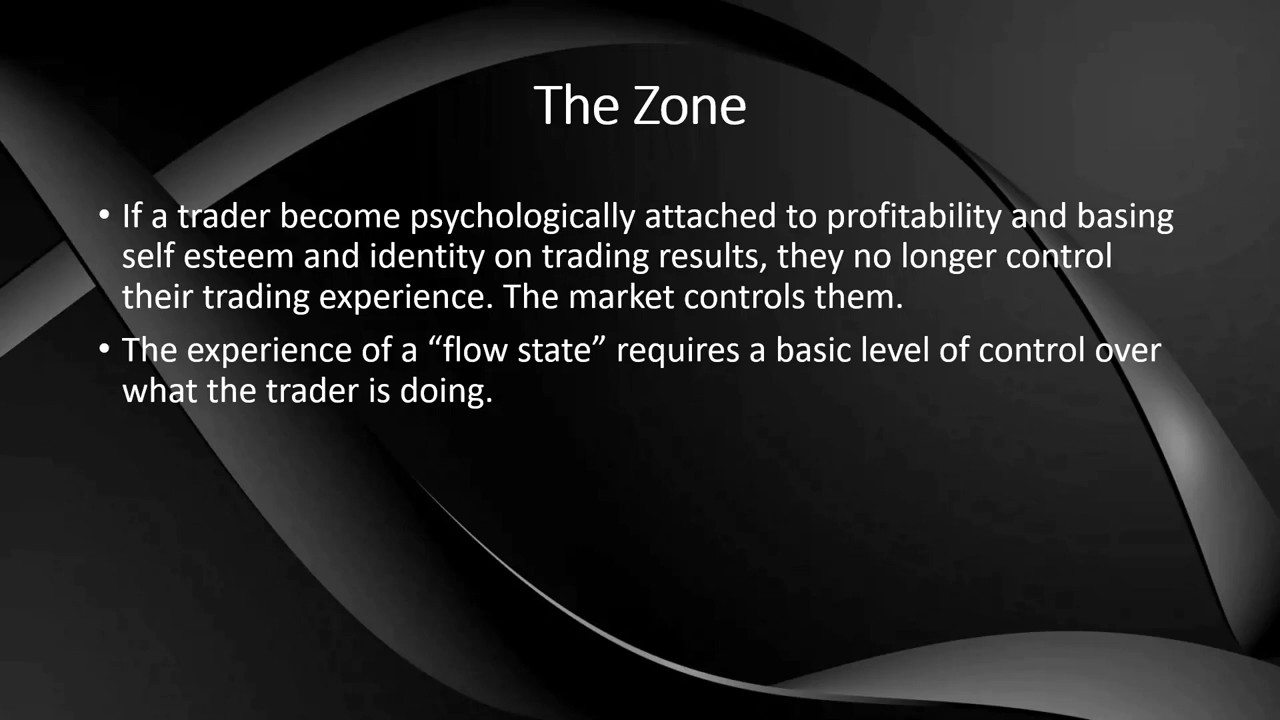 The Zone
• If a trader become psychologically attached to profitability and basing
self esteem and identity on trading results, they no longer control
their trading experience. The market controls them.
• The experience of a “flow state” requires a basic level of control over
what the trader is doing.